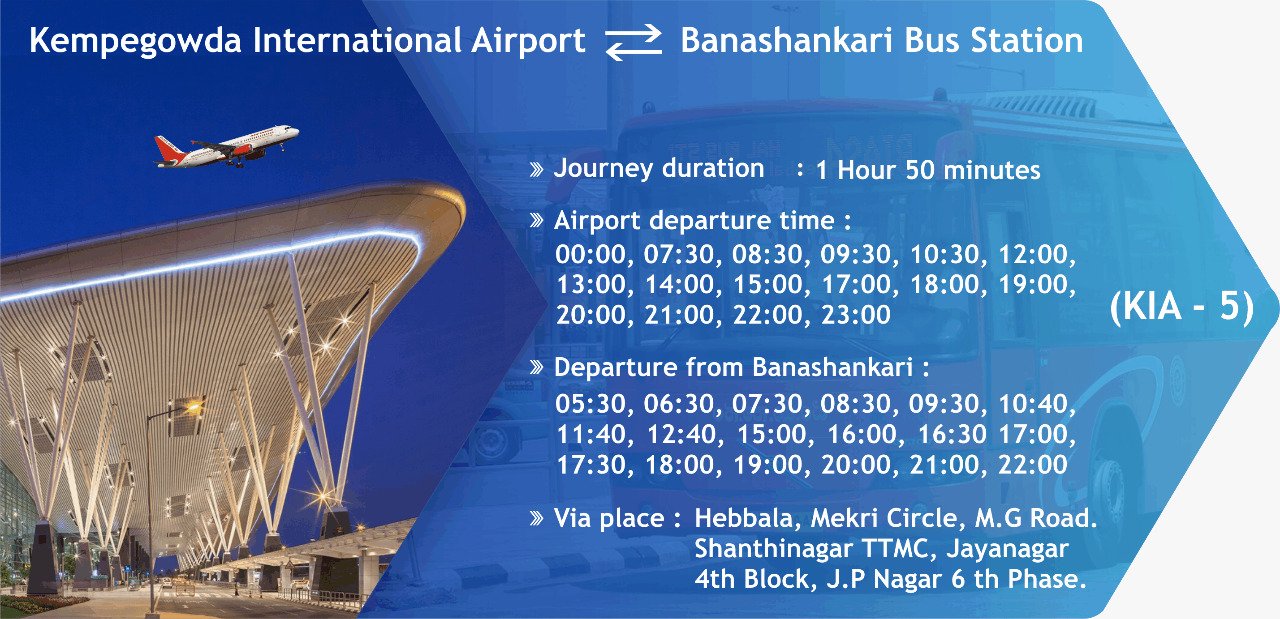 Kempegowda International Airport ⇄ Banashankari Bus Station
» Journey duration : 1 Hour 50 minutes
» Airport departure time :
00:00, 07:30, 08:30, 09:30, 10:30, 12:00,
13:00, 14:00, 15:00, 17:00, 18:00, 19:00,
20:00, 21:00, 22:00, 23:00
(KIA - 5)
» Departure from Banashankari :
05:30, 06:30, 07:30, 08:30, 09:30, 10:40,
11:40, 12:40, 15:00, 16:00, 16:30 17:00,
17:30, 18:00, 19:00, 20:00, 21:00, 22:00
» Via place : Hebbala, Mekri Circle, M.G Road.
Shanthinagar TTMC, Jayanagar
4th Block, J.P Nagar 6 th Phase.